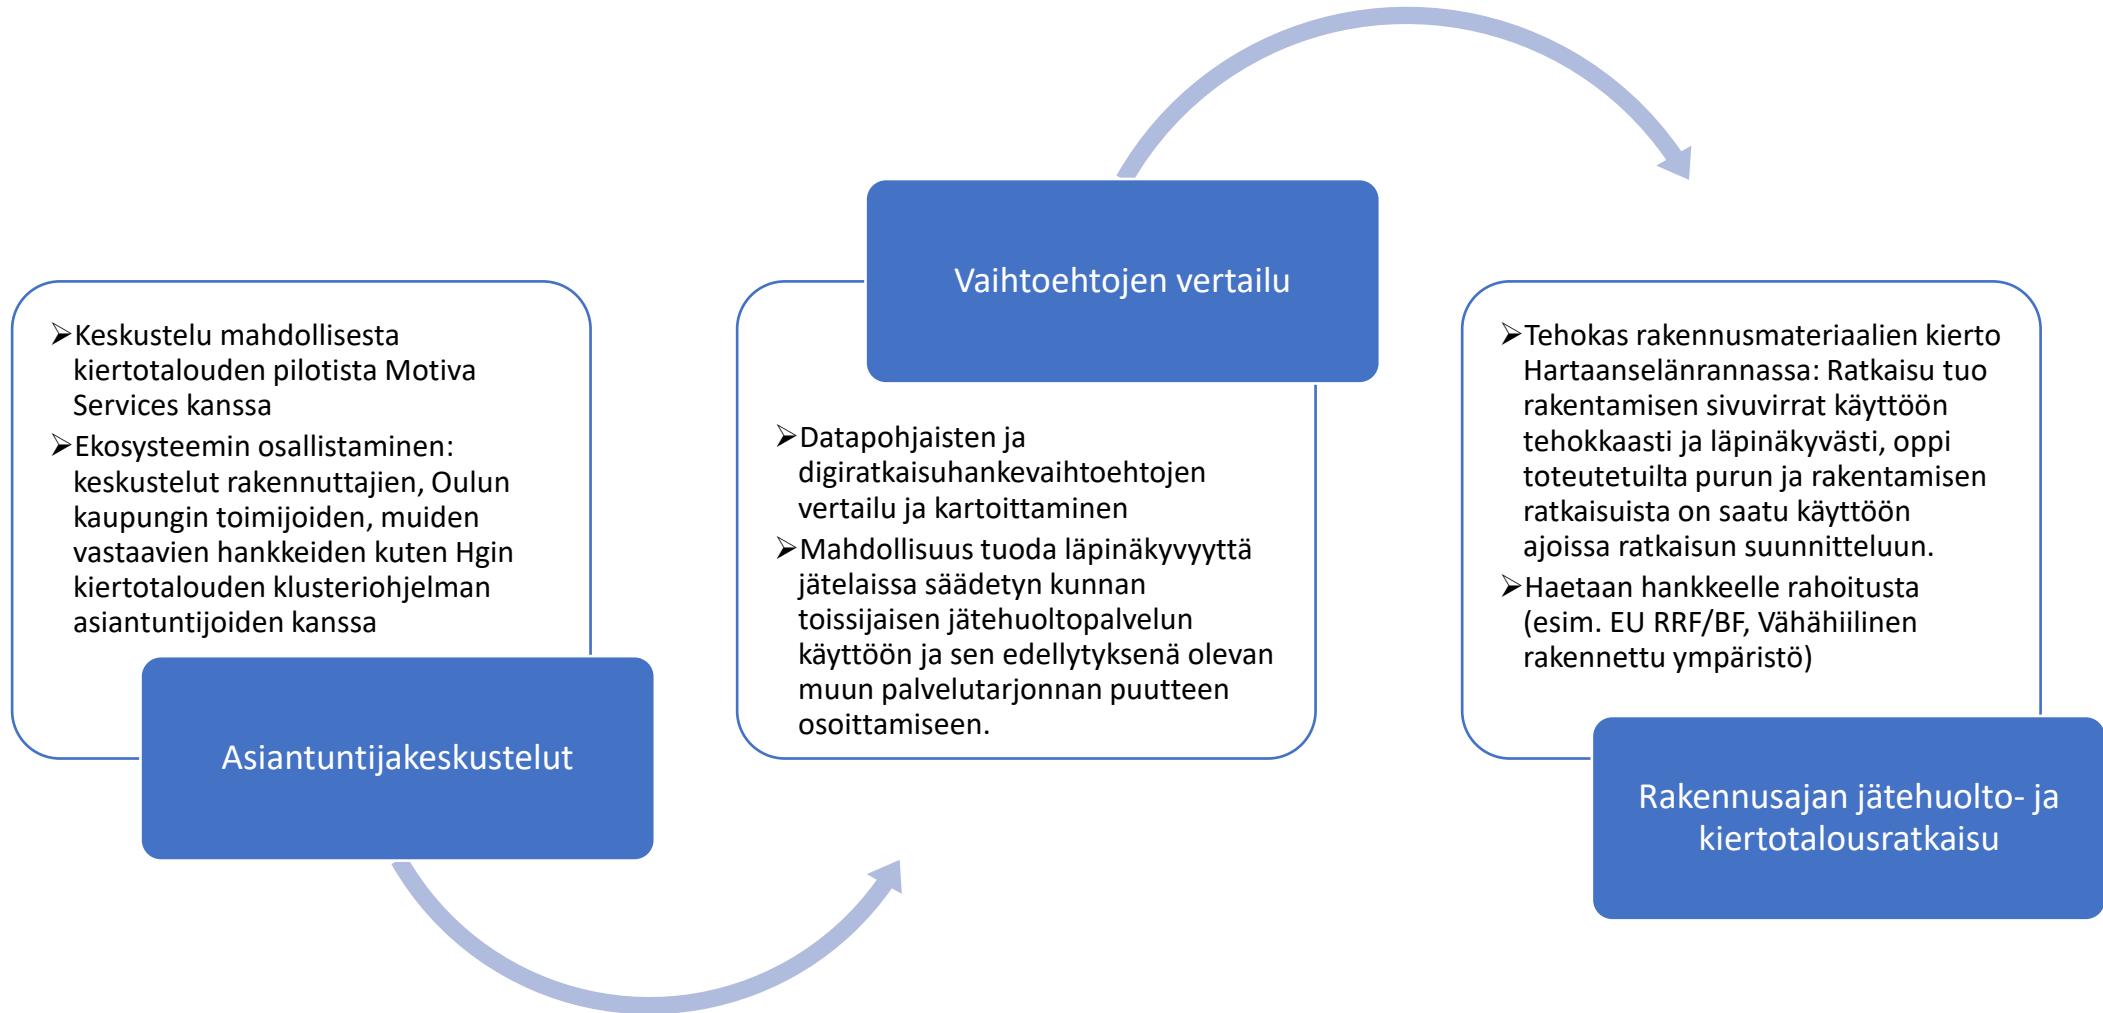 ➢Keskustelu mahdollisesta
kiertotalouden pilotista Motiva
Services kanssa
➢Ekosysteemin osallistaminen:
keskustelut rakennuttajien, Oulun
kaupungin toimijoiden, muiden
vastaavien hankkeiden kuten Hgin
kiertotalouden klusteriohjelman
asiantuntijoiden kanssa
Asiantuntijakeskustelut
Vaihtoehtojen vertailu
➢Datapohjaisten ja
digiratkaisuhankevaihtoehtojen
vertailu ja kartoittaminen
➢Mahdollisuus tuoda läpinäkyvyyttä
jätelaissa säädetyn kunnan
toissijaisen jätehuoltopalvelun
käyttöön ja sen edellytyksenä olevan
muun palvelutarjonnan puutteen
osoittamiseen.
➢Tehokas rakennusmateriaalien kierto
Hartaanselänrannassa: Ratkaisu tuo
rakentamisen sivuvirrat käyttöön
tehokkaasti ja läpinäkyvästi, oppi
toteutetuilta purun ja rakentamisen
ratkaisuista on saatu käyttöön
ajoissa ratkaisun suunnitteluun.
➢Haetaan hankkeelle rahoitusta
(esim. EU RRF/BF, Vähähiilinen
rakennettu ympäristö)
Rakennusajan jätehuolto- ja
kiertotalousratkaisu